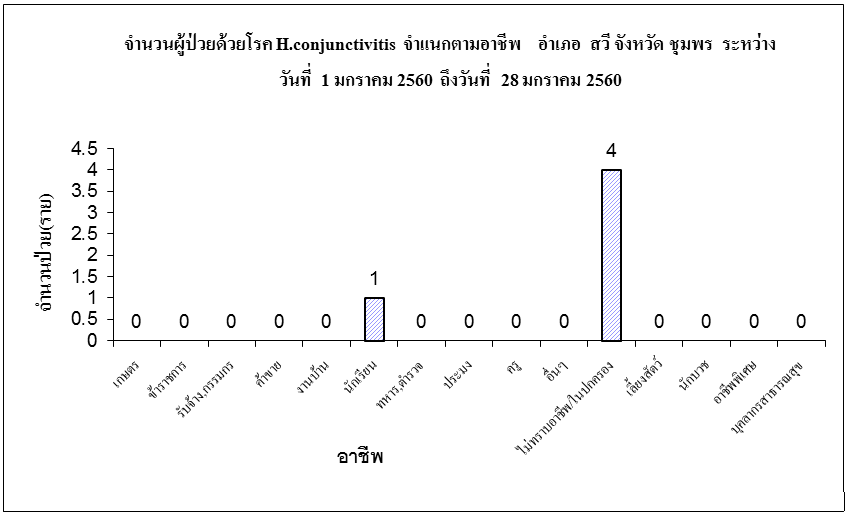 จำนวนผู้ป่วยด้วยโรค H.conjunctivitis จำแนกตามอาชีพ อำเภอ สวี จังหวัด ชุมพร ระหว่าง
วันที่ 1 มกราคม 2560 ถึงวันที่ 28 มกราคม 2560
จำนวนป่วย(ราย)
4.5
4
3.5
3
2.5
2
1.5
1
0.5
0
0 0 0 0 0 1 0 0 0 0 4 0 0 0 0
เกษตร
ข้าราชการ
รับจ้าง,กรรมกร
ค้าขาย
งานบ้าน
นักเรียน
ทหาร,ตำรวจ
ประมง
ครู
อื่นๆ
ไม่ทราบอาชีพ/ในปกครอง
เลี้ยงสัตว์
นักบวช
อาชีพพิเศษ
บุคลากรสาธารณสุข
อาชีพ